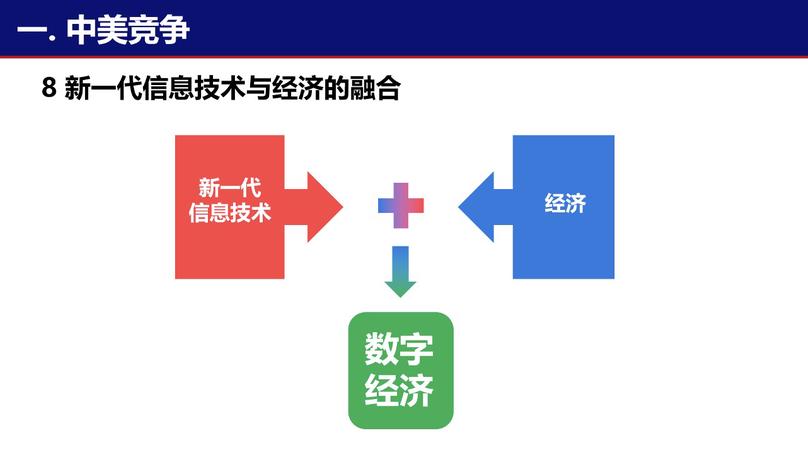 一. 中美竞争
8 新一代信息技术与经济的融合
新一代
信息技术
经济
数字
经济